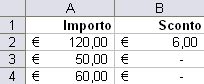 A B
1 Importo Sconto
2 € 120,00 € 6,00
3 € 50,00 € -
4 € 60,00 € -